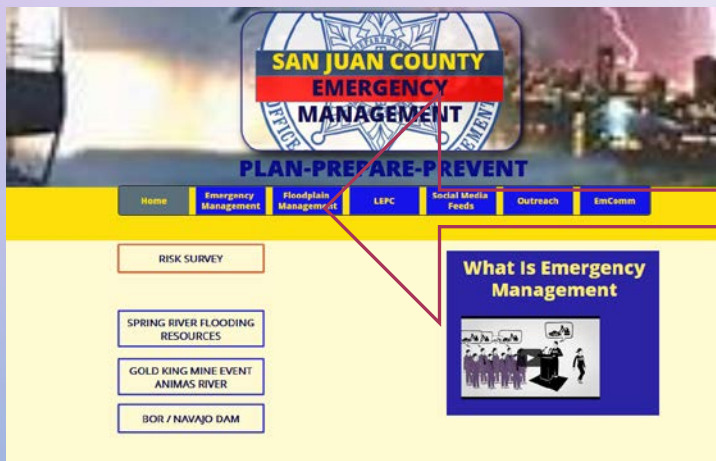 SAN JUAN COUNTY
EMERGENCY
MANAGEMENT
PLAN-PREPARE-PREVENT
Home
Emergency
Management
Floodplain
Management
LEPC
Social Media
Feeds
Outreach
EmComm
RISK SURVEY
What Is Emergency
Management
SPRING RIVER FLOODING
RESOURCES
GOLD KING MINE EVENT
ANIMAS RIVER
BOR / NAVAJO DAM